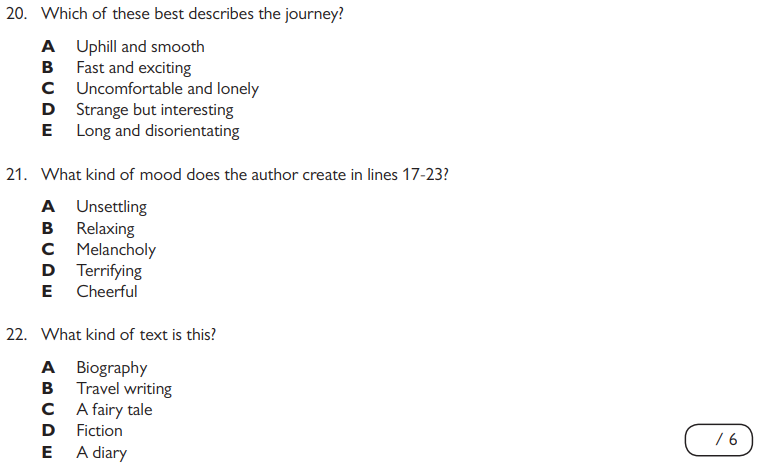 20. Which of these best describes the journey?
A Uphill and smooth
B Fast and exciting
C Uncomfortable and lonely
D Strange but interesting
E Long and disorientating
21. What kind of mood does the author create in lines 17-23?
A Unsettling
B Relaxing
C Melancholy
D Terrifying
E Cheerful
22. What kind of text is this?
A Biography
B Travel writing
C A fairy tale
D Fiction
E A diary
/ 6